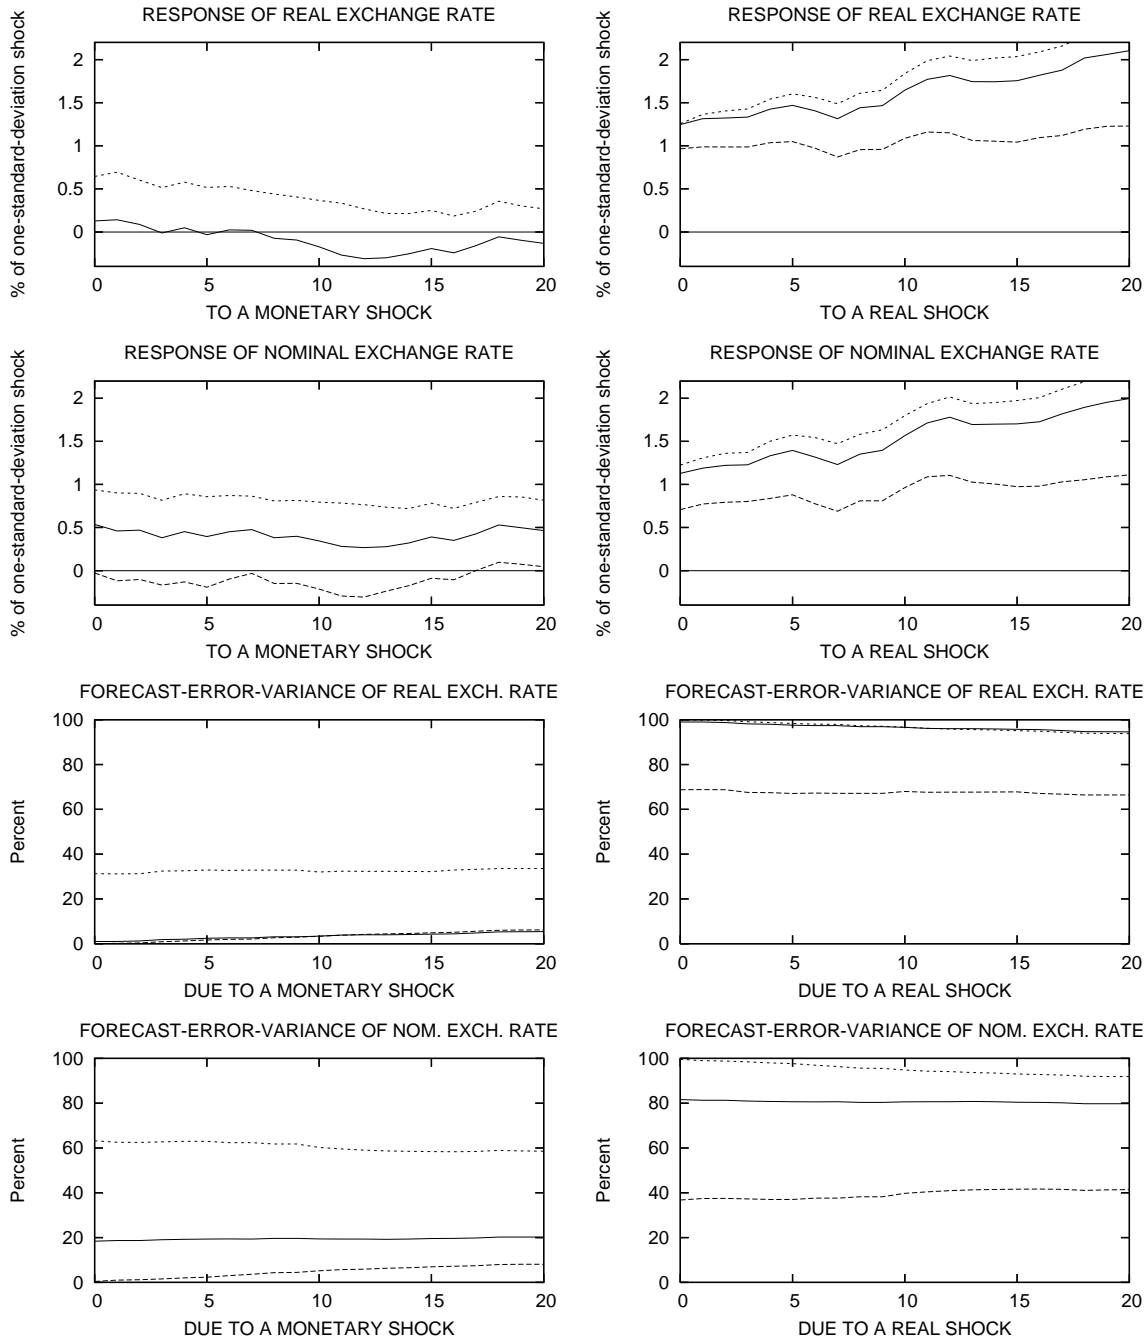 RESPONSE OF REAL EXCHANGE RATE
% of one-standard-deviation shock
2
1.5
1
0.5
0
0 5 10 15 20
TO A MONETARY SHOCK
RESPONSE OF REAL EXCHANGE RATE
% of one-standard-deviation shock
2
1.5
1
0.5
0
0 5 10 15 20
TO A REAL SHOCK
RESPONSE OF NOMINAL EXCHANGE RATE
% of one-standard-deviation shock
2
1.5
1
0.5
0
0 5 10 15 20
TO A MONETARY SHOCK
RESPONSE OF NOMINAL EXCHANGE RATE
% of one-standard-deviation shock
2
1.5
1
0.5
0
0 5 10 15 20
TO A REAL SHOCK
FORECAST-ERROR-VARIANCE OF REAL EXCH. RATE
Percent
100
80
60
40
20
0
0 5 10 15 20
DUE TO A MONETARY SHOCK
FORECAST-ERROR-VARIANCE OF REAL EXCH. RATE
Percent
100
80
60
40
20
0
0 5 10 15 20
DUE TO A REAL SHOCK
FORECAST-ERROR-VARIANCE OF NOM. EXCH. RATE
Percent
100
80
60
40
20
0
0 5 10 15 20
DUE TO A MONETARY SHOCK
FORECAST-ERROR-VARIANCE OF NOM. EXCH. RATE
Percent
100
80
60
40
20
0
0 5 10 15 20
DUE TO A REAL SHOCK